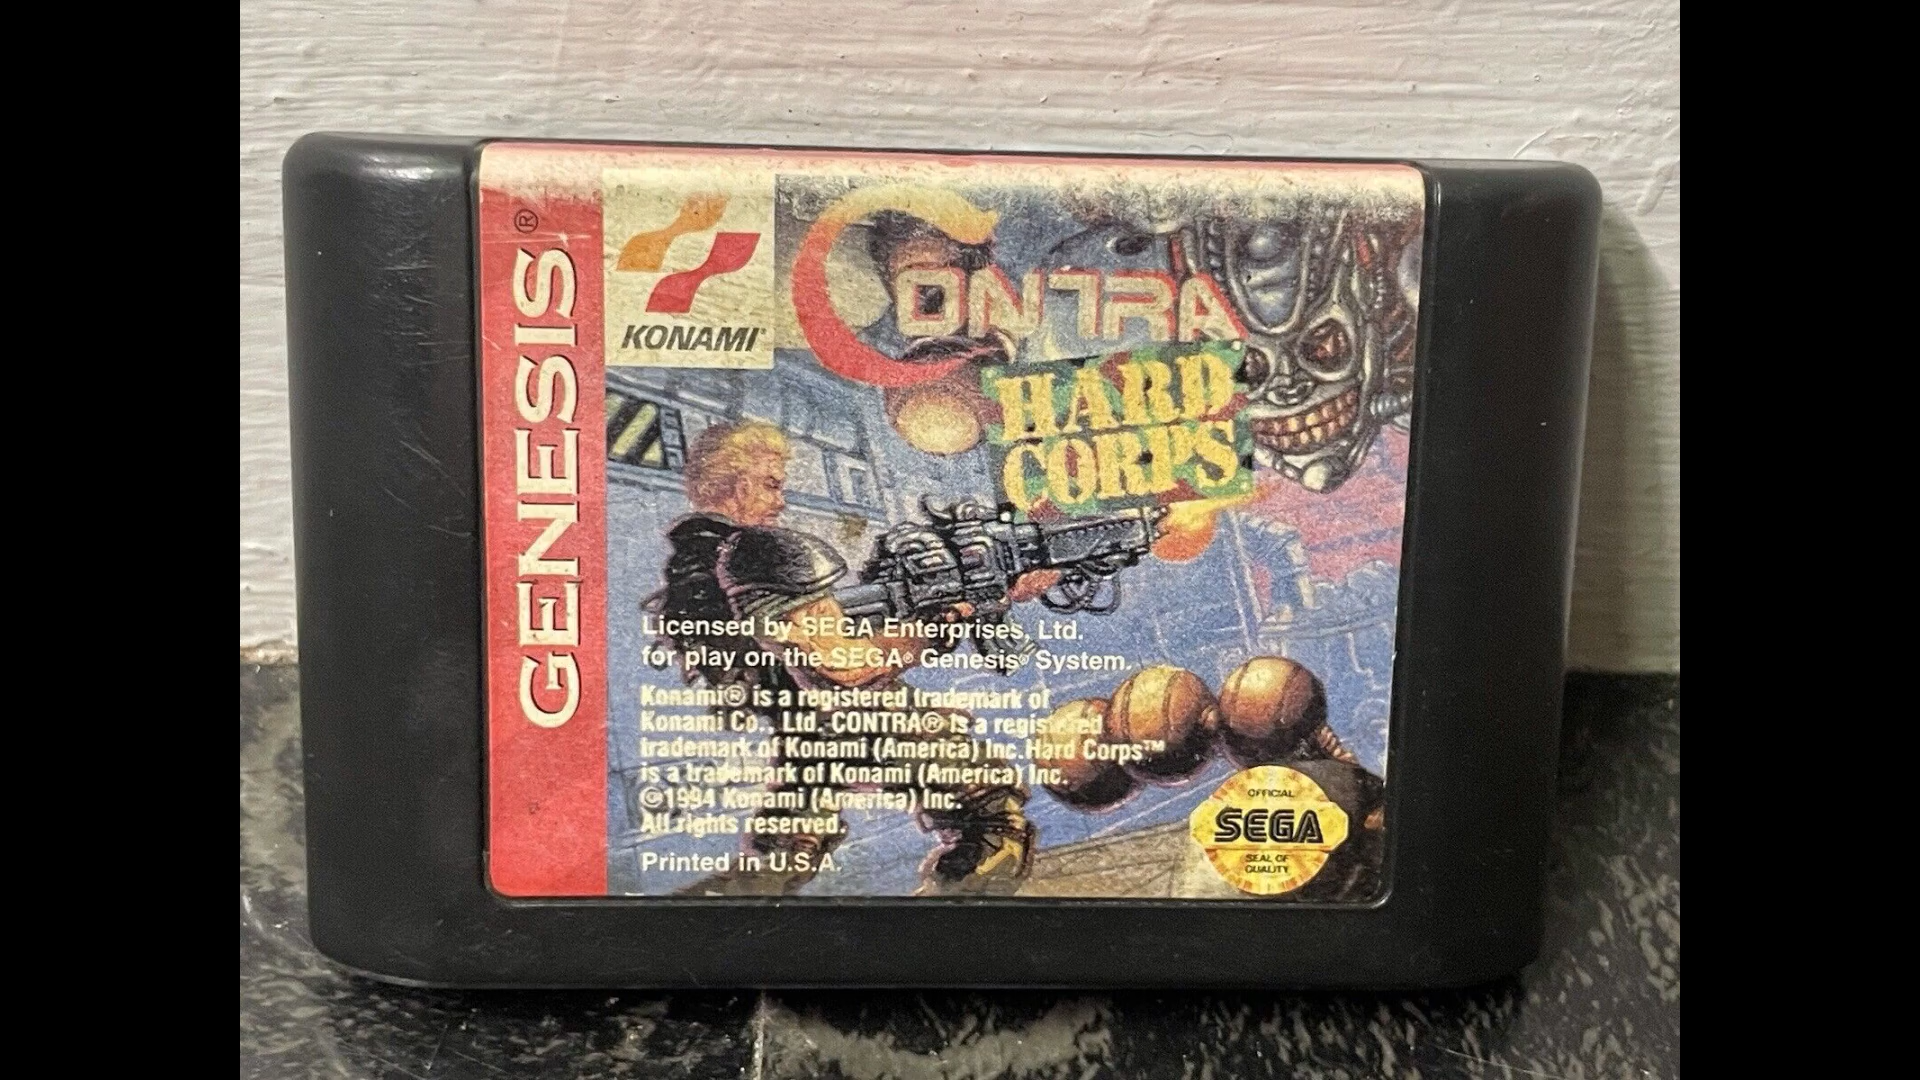 GENESIS®
KONAMI®
CONTRA
HARD
CORPS
Licensed by SEGA Enterprises, Ltd.
for play on the SEGA® Genesis® System.
Konami® is a registered trademark of
Konami Co., Ltd. CONTRA® is a registered
trademark of Konami (America) Inc. Hard Corps™
is a trademark of Konami (America) Inc.
©1994 Konami (America) Inc.
All rights reserved.
Printed in U.S.A.
OFFICIAL
SEGA
SEAL OF
QUALITY